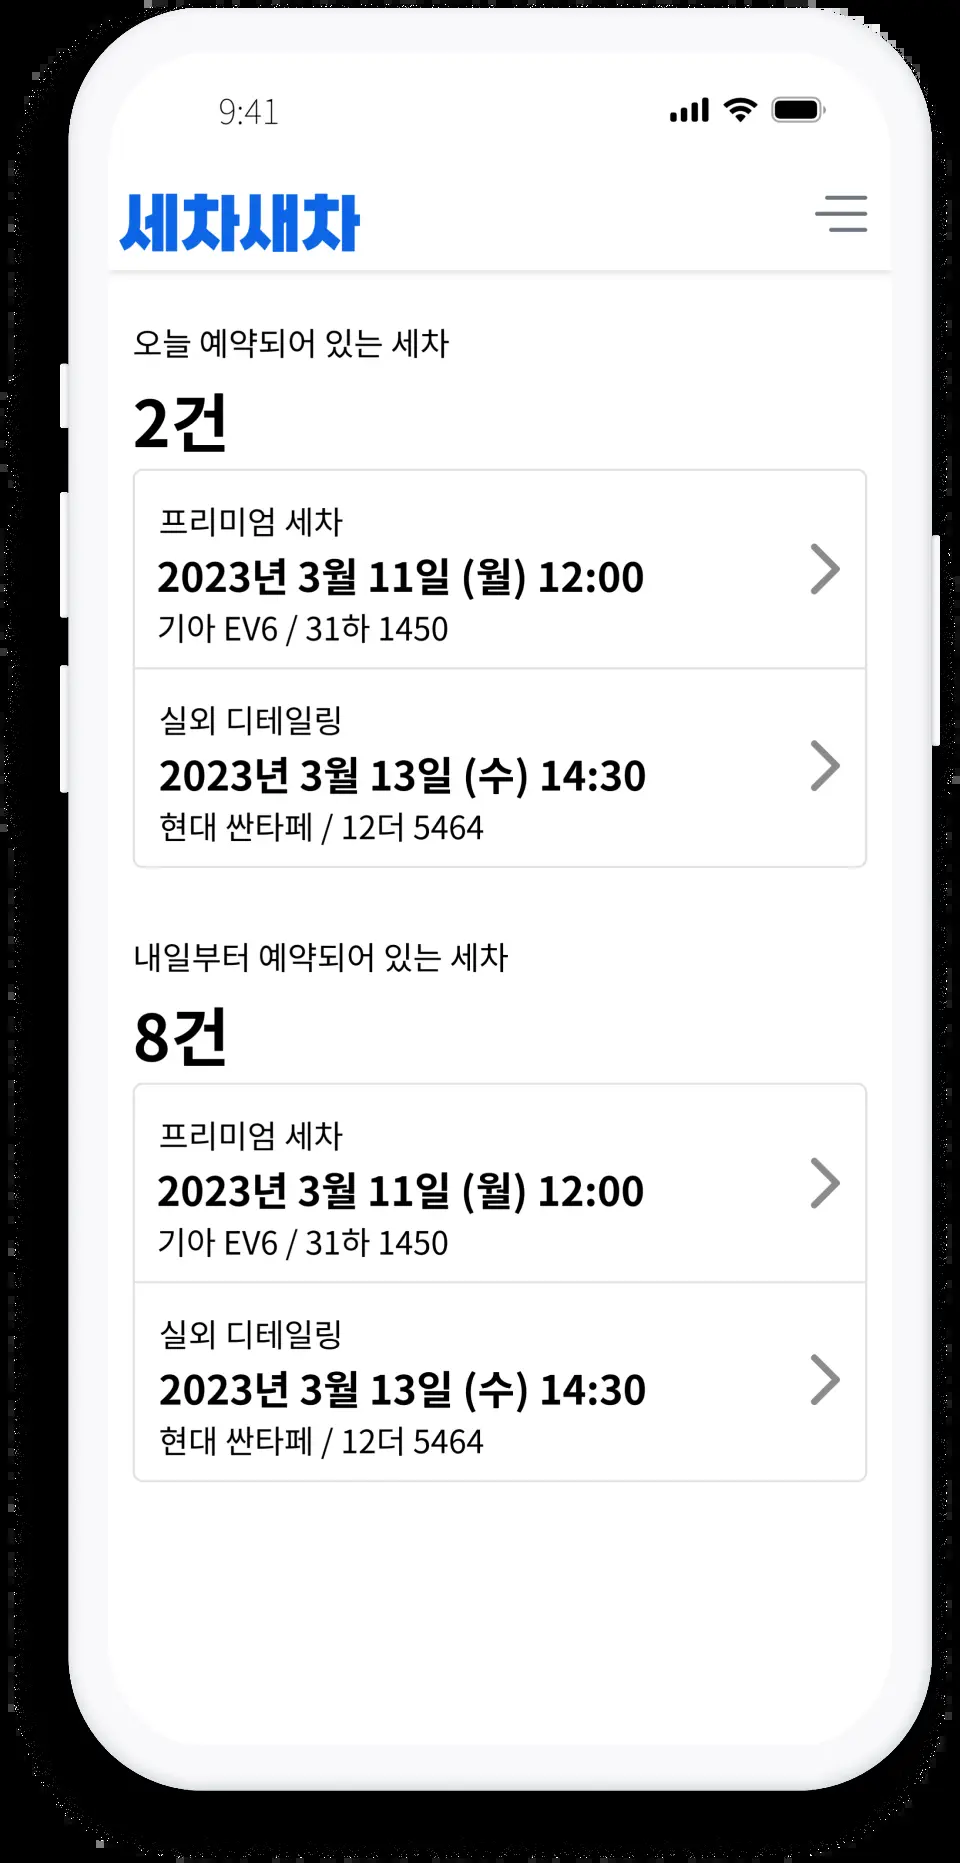 9:41
세차새차
오늘 예약되어 있는 세차
2건
프리미엄 세차
2023년 3월 11일 (월) 12:00
기아 EV6 / 31하 1450
실외 디테일링
2023년 3월 13일 (수) 14:30
현대 싼타페 / 12더 5464
내일부터 예약되어 있는 세차
8건
프리미엄 세차
2023년 3월 11일 (월) 12:00
기아 EV6 / 31하 1450
실외 디테일링
2023년 3월 13일 (수) 14:30
현대 싼타페 / 12더 5464